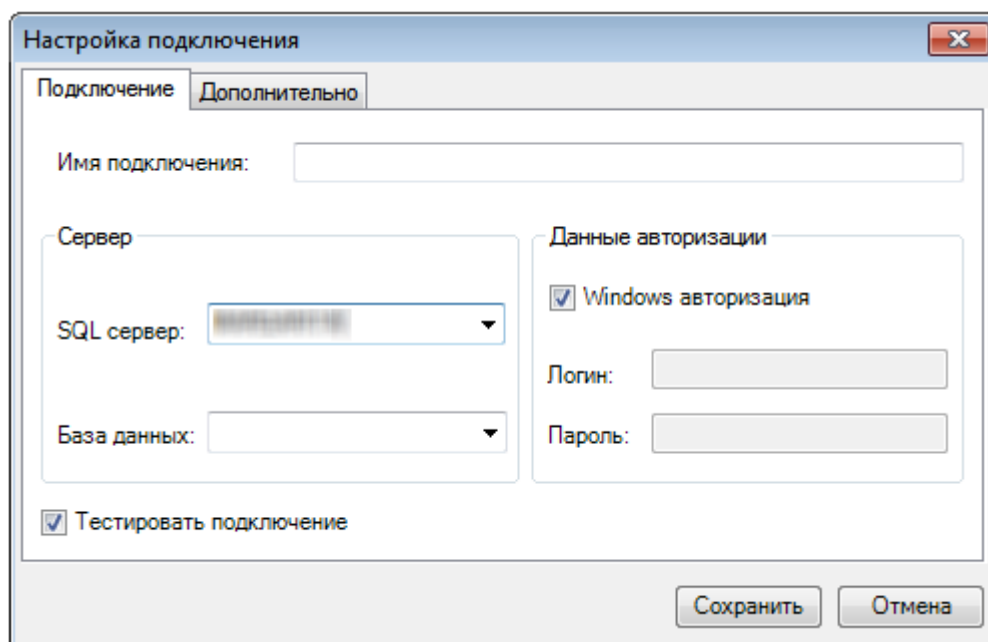 Настройка подключения
Подключение Дополнительно
Имя подключения:
Сервер
SQL сервер:
База данных:
Данные авторизации
Windows авторизация
Логин:
Пароль:
Тестировать подключение
Сохранить Отмена